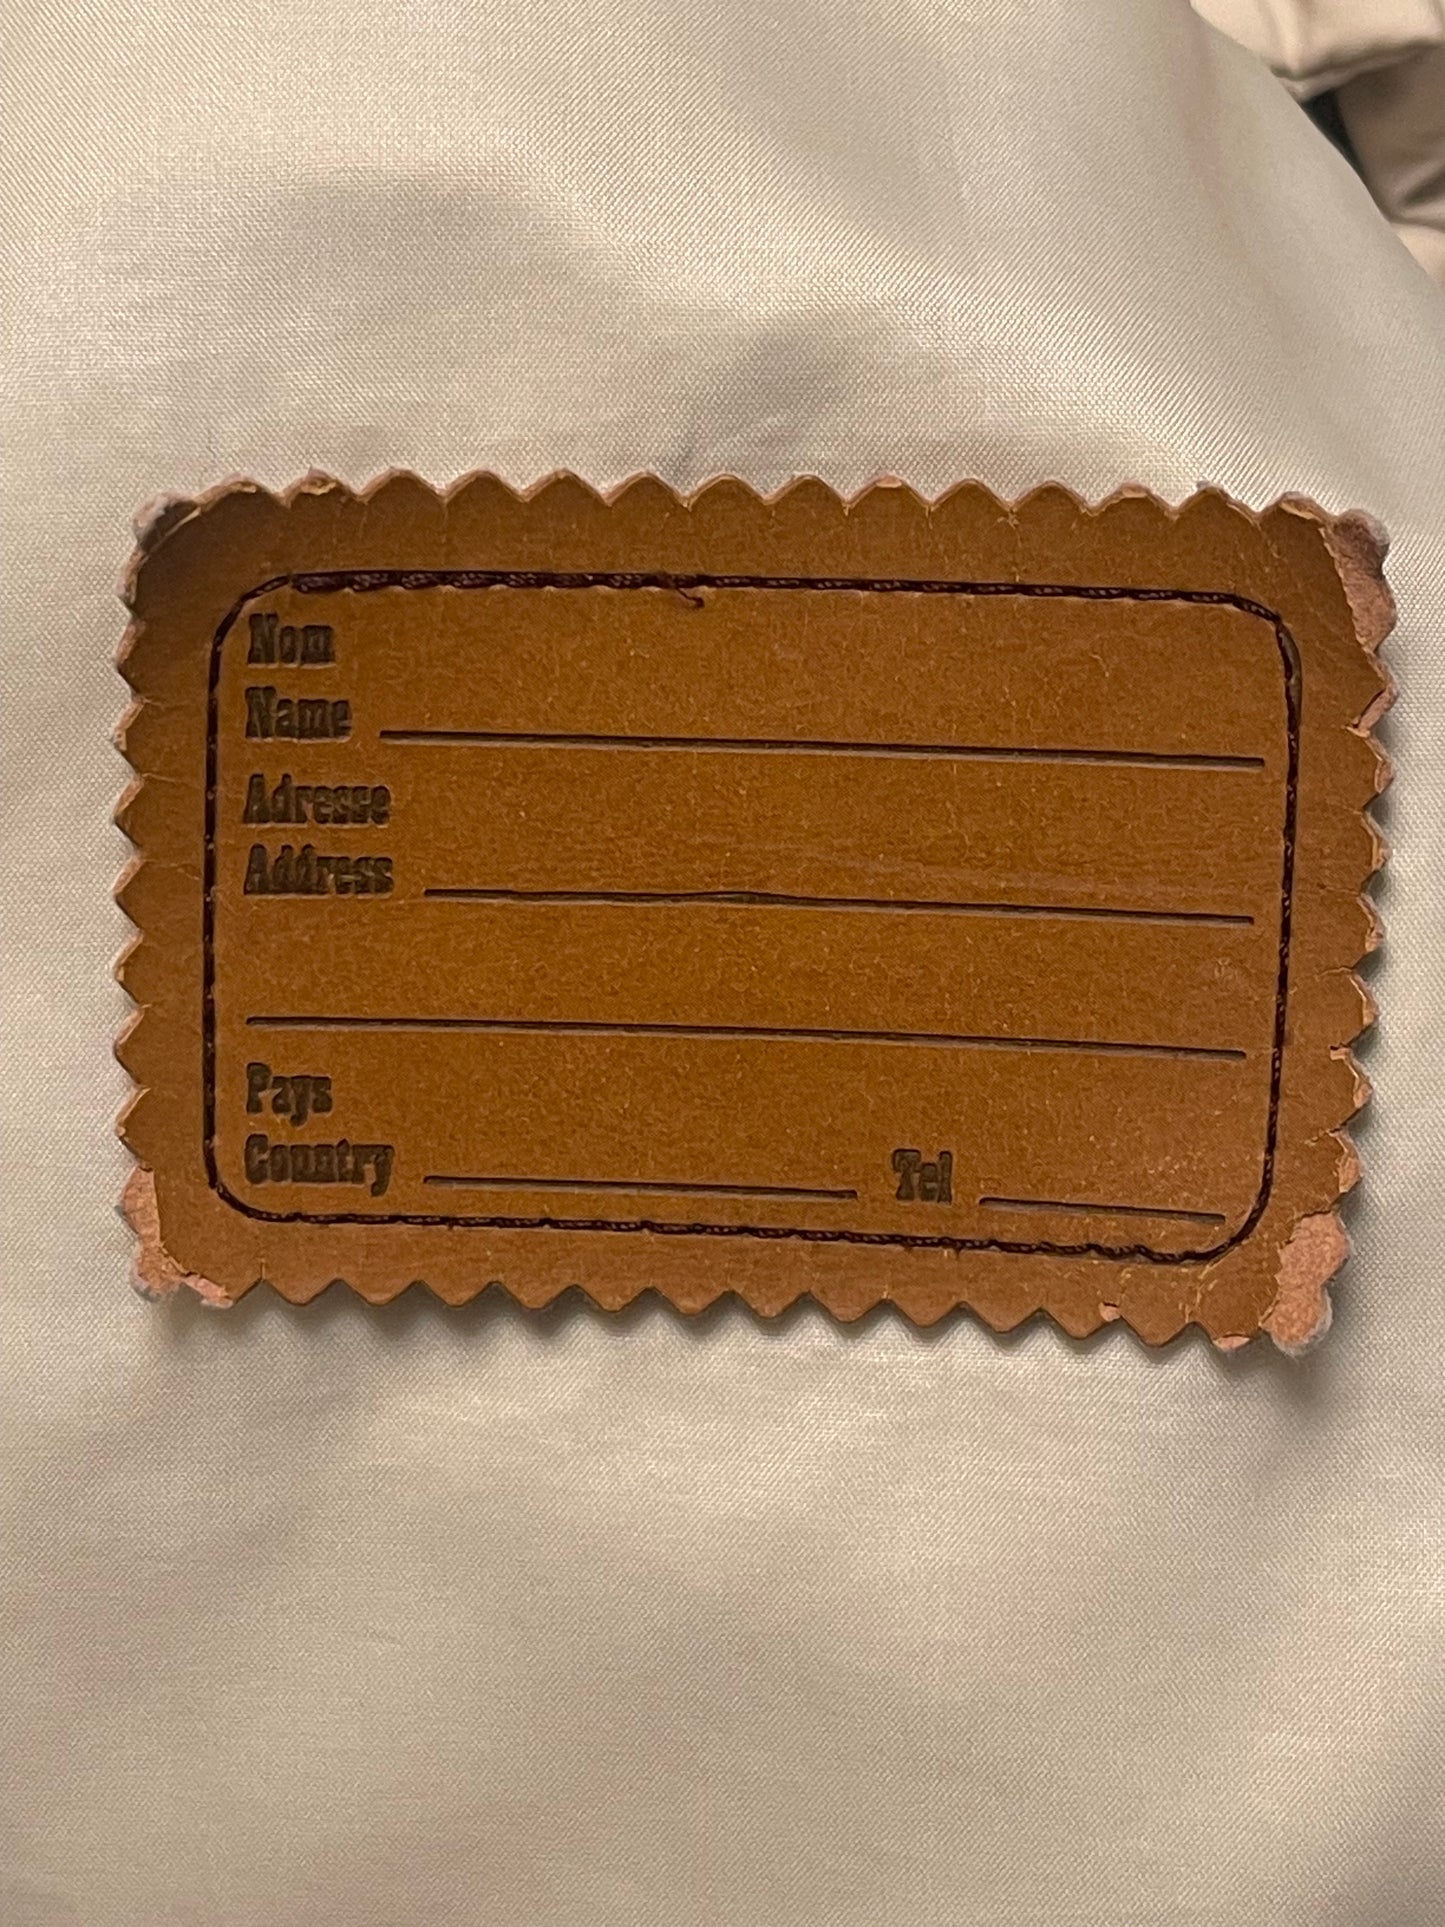 Nom
Name
Adresse
Address
Pays
Country Tel